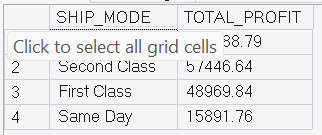 SHIP_MODE TOTAL_PROFIT
Click to select all grid cells 88.79
2 Second Class 57446.64
3 First Class 48969.84
4 Same Day 15891.76